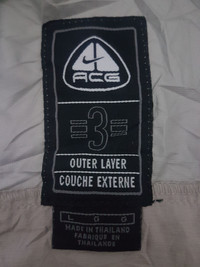 ACG
3
OUTER LAYER
COUCHE EXTERNE
L G G
MADE IN THAILAND
FABRIQUÉ EN
THAILANDE